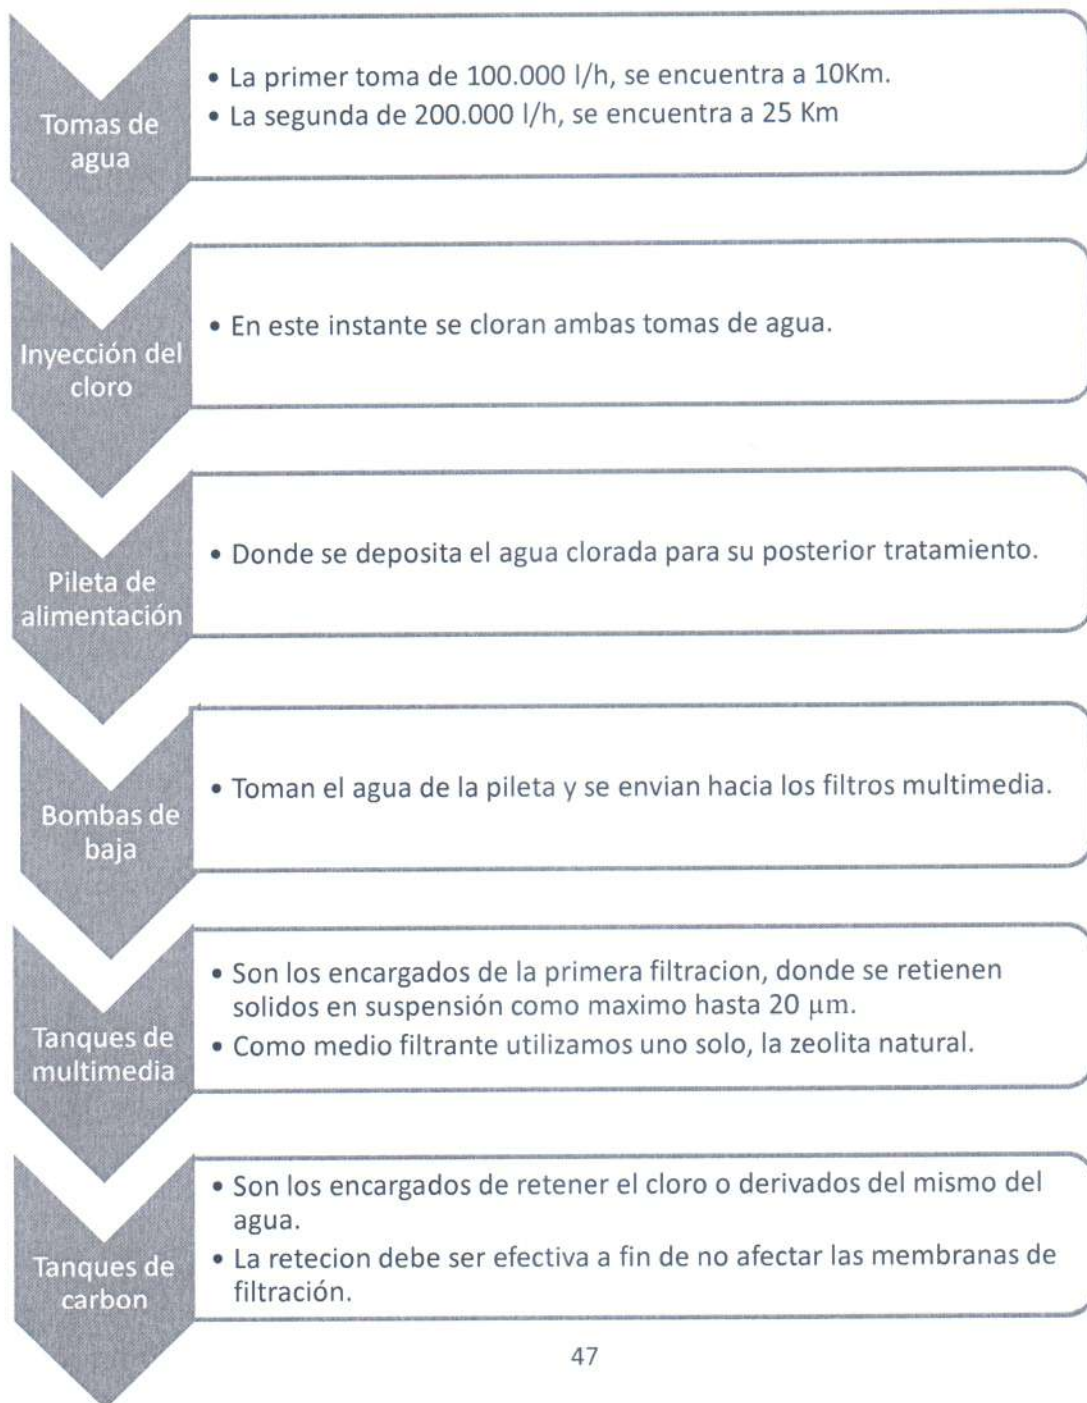 Tomas de
agua
• La primer toma de 100.000 l/h, se encuentra a 10Km.
• La segunda de 200.000 l/h, se encuentra a 25 Km
Inyección del
cloro
• En este instante se cloran ambas tomas de agua.
Pileta de
alimentación
• Donde se deposita el agua clorada para su posterior tratamiento.
Bombas de
baja
• Toman el agua de la pileta y se envian hacia los filtros multimedia.
Tanques de
multimedia
• Son los encargados de la primera filtracion, donde se retienen
solidos en suspensión como maximo hasta 20 μm.
• Como medio filtrante utilizamos uno solo, la zeolita natural.
Tanques de
carbon
• Son los encargados de retener el cloro o derivados del mismo del
agua.
• La retecion debe ser efectiva a fin de no afectar las membranas de
filtración.
47